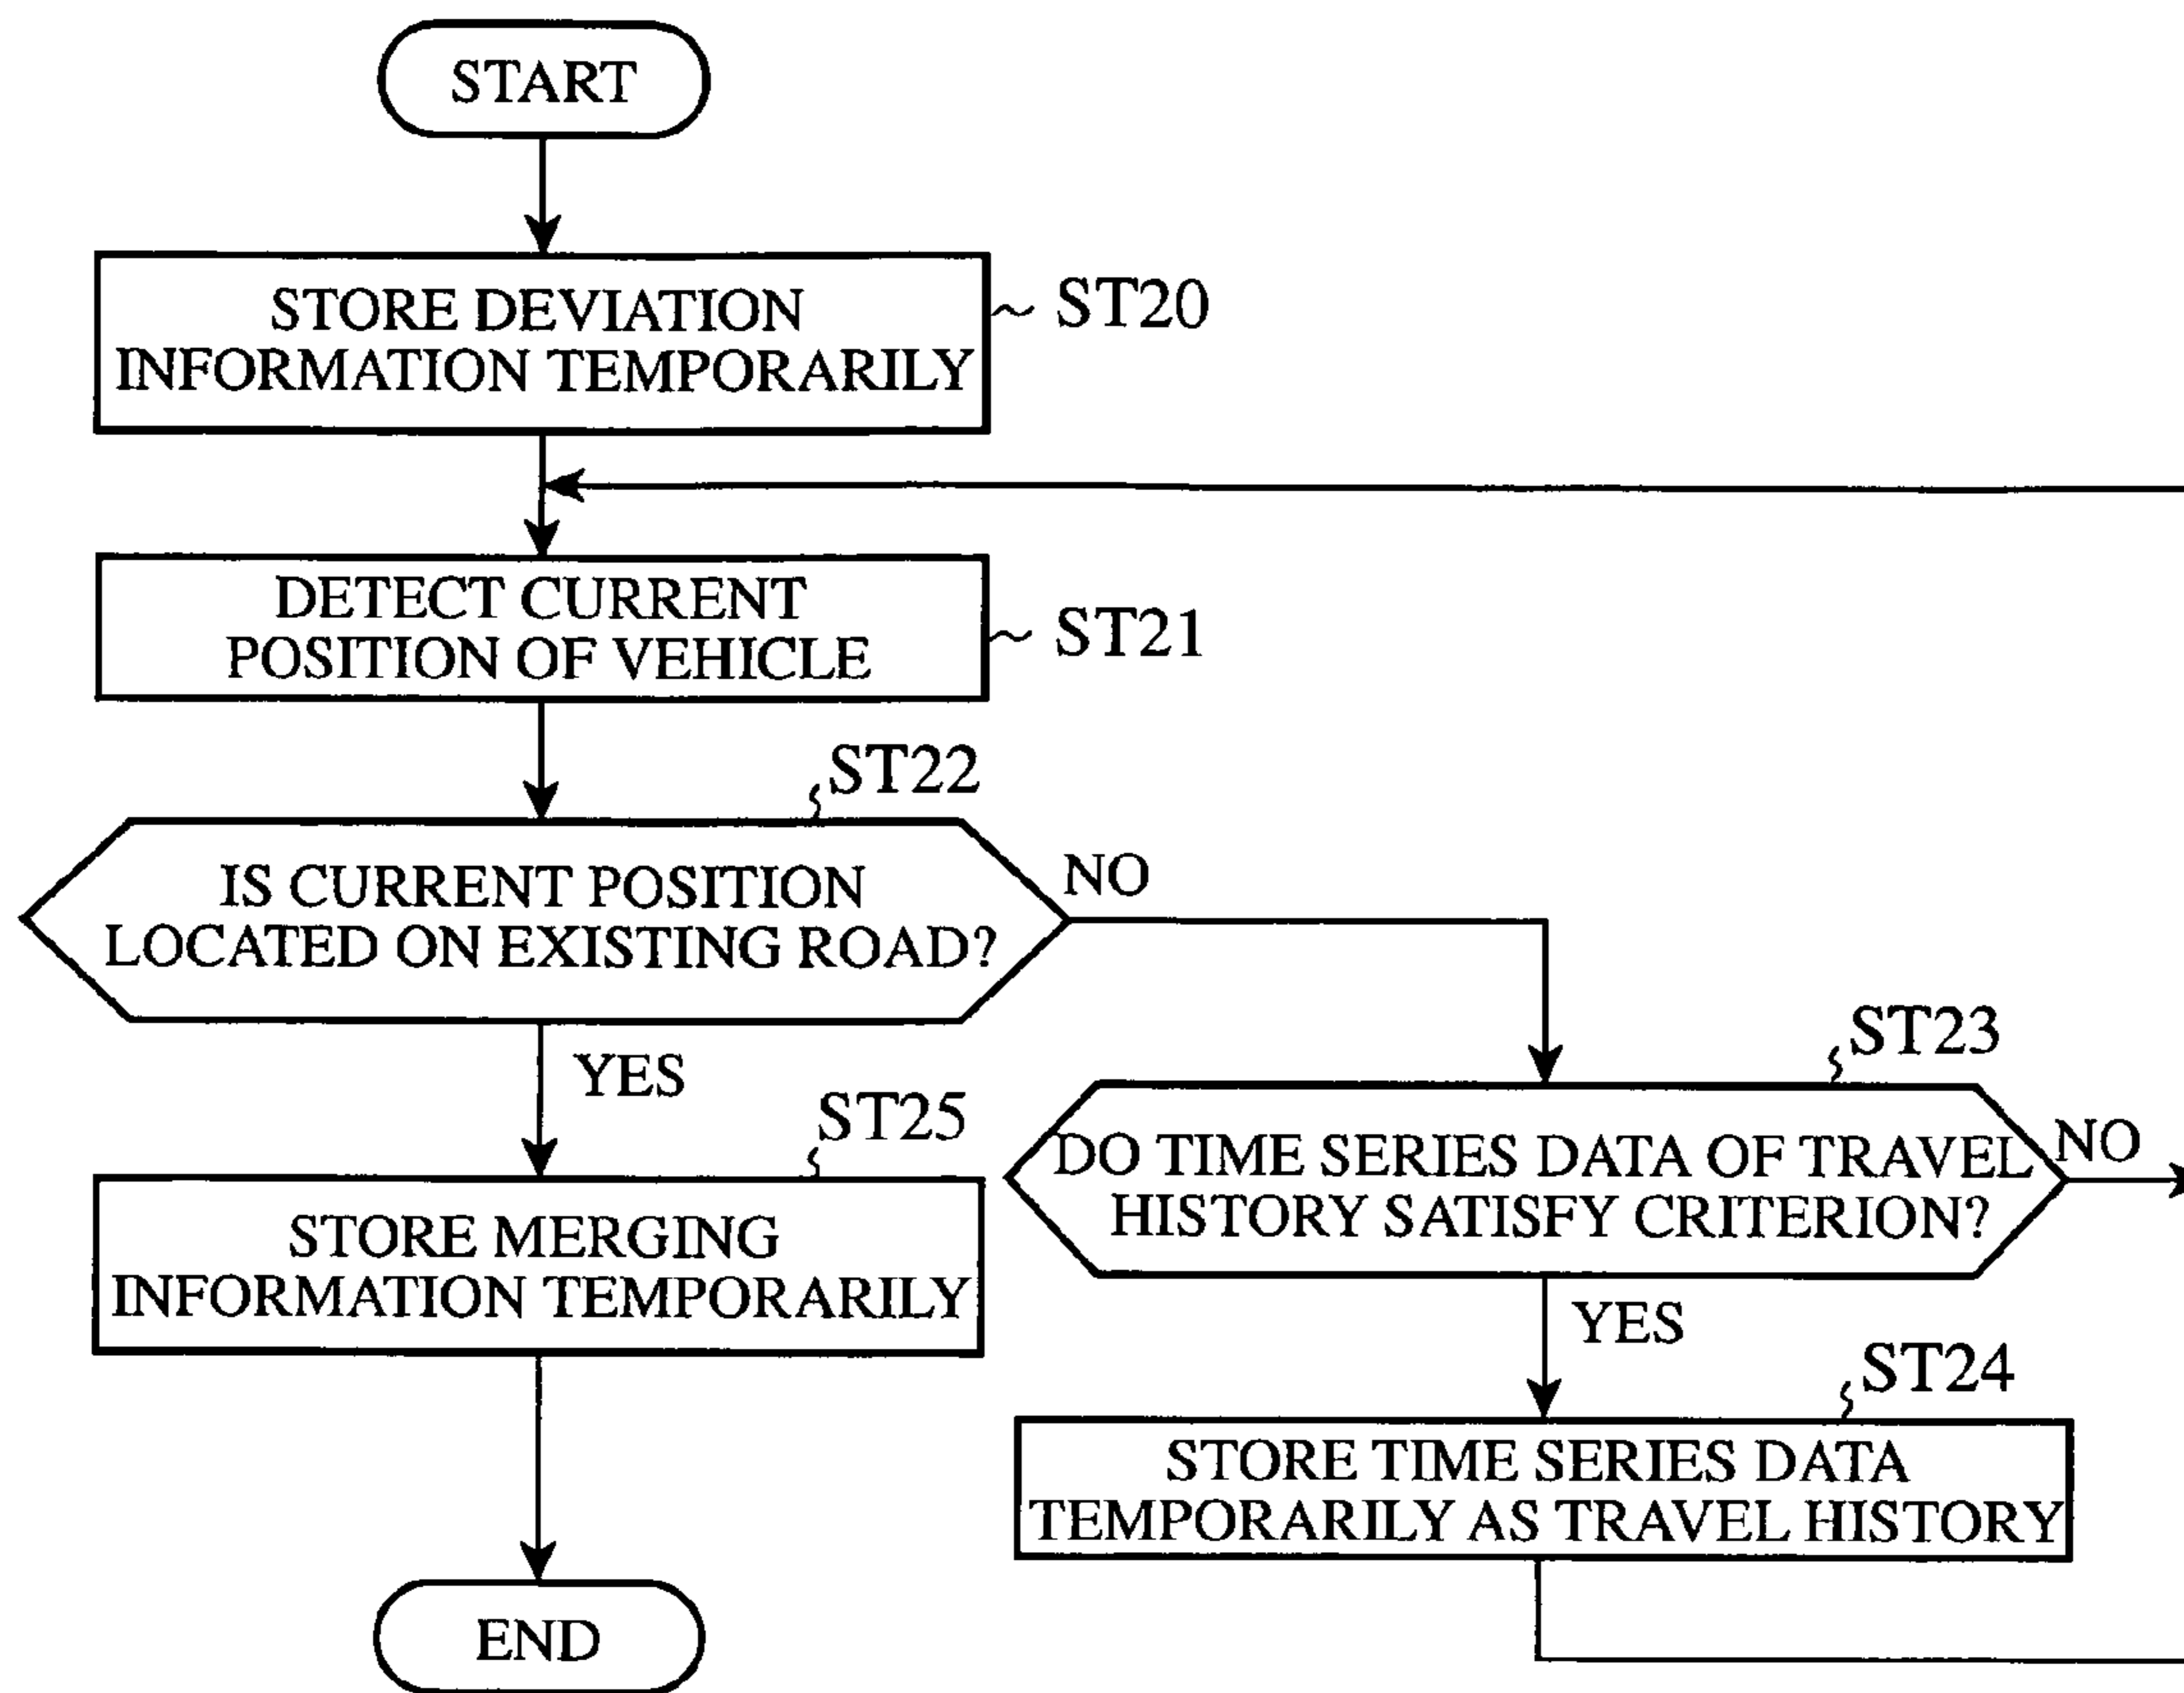 START
STORE DEVIATION
INFORMATION TEMPORARILY
ST20
DETECT CURRENT
POSITION OF VEHICLE
ST21
ST22
IS CURRENT POSITION
LOCATED ON EXISTING ROAD?
NO
YES
ST23
DO TIME SERIES DATA OF TRAVEL
HISTORY SATISFY CRITERION?
NO
YES
ST25
STORE MERGING
INFORMATION TEMPORARILY
ST24
STORE TIME SERIES DATA
TEMPORARILY AS TRAVEL HISTORY
END